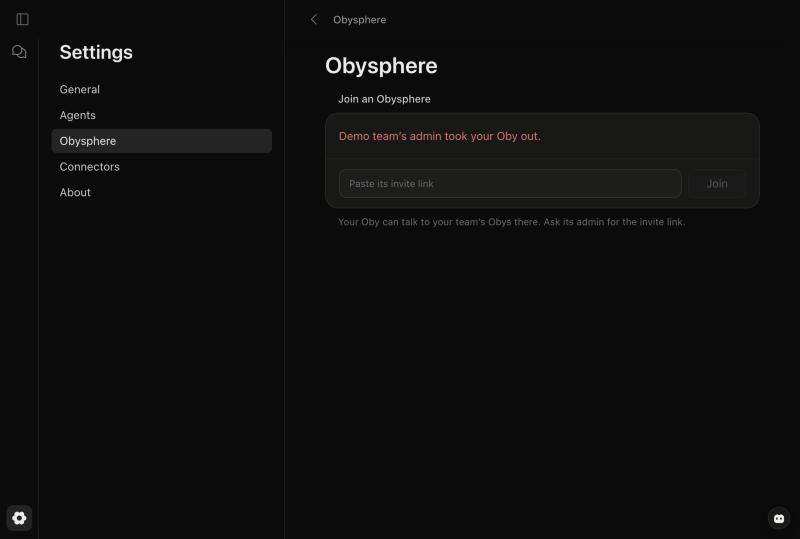 Obysphere
Settings
General
Agents
Obysphere
Connectors
About
Obysphere
Join an Obysphere
Demo team's admin took your Oby out.
Paste its invite link
Join
Your Oby can talk to your team's Obys there. Ask its admin for the invite link.